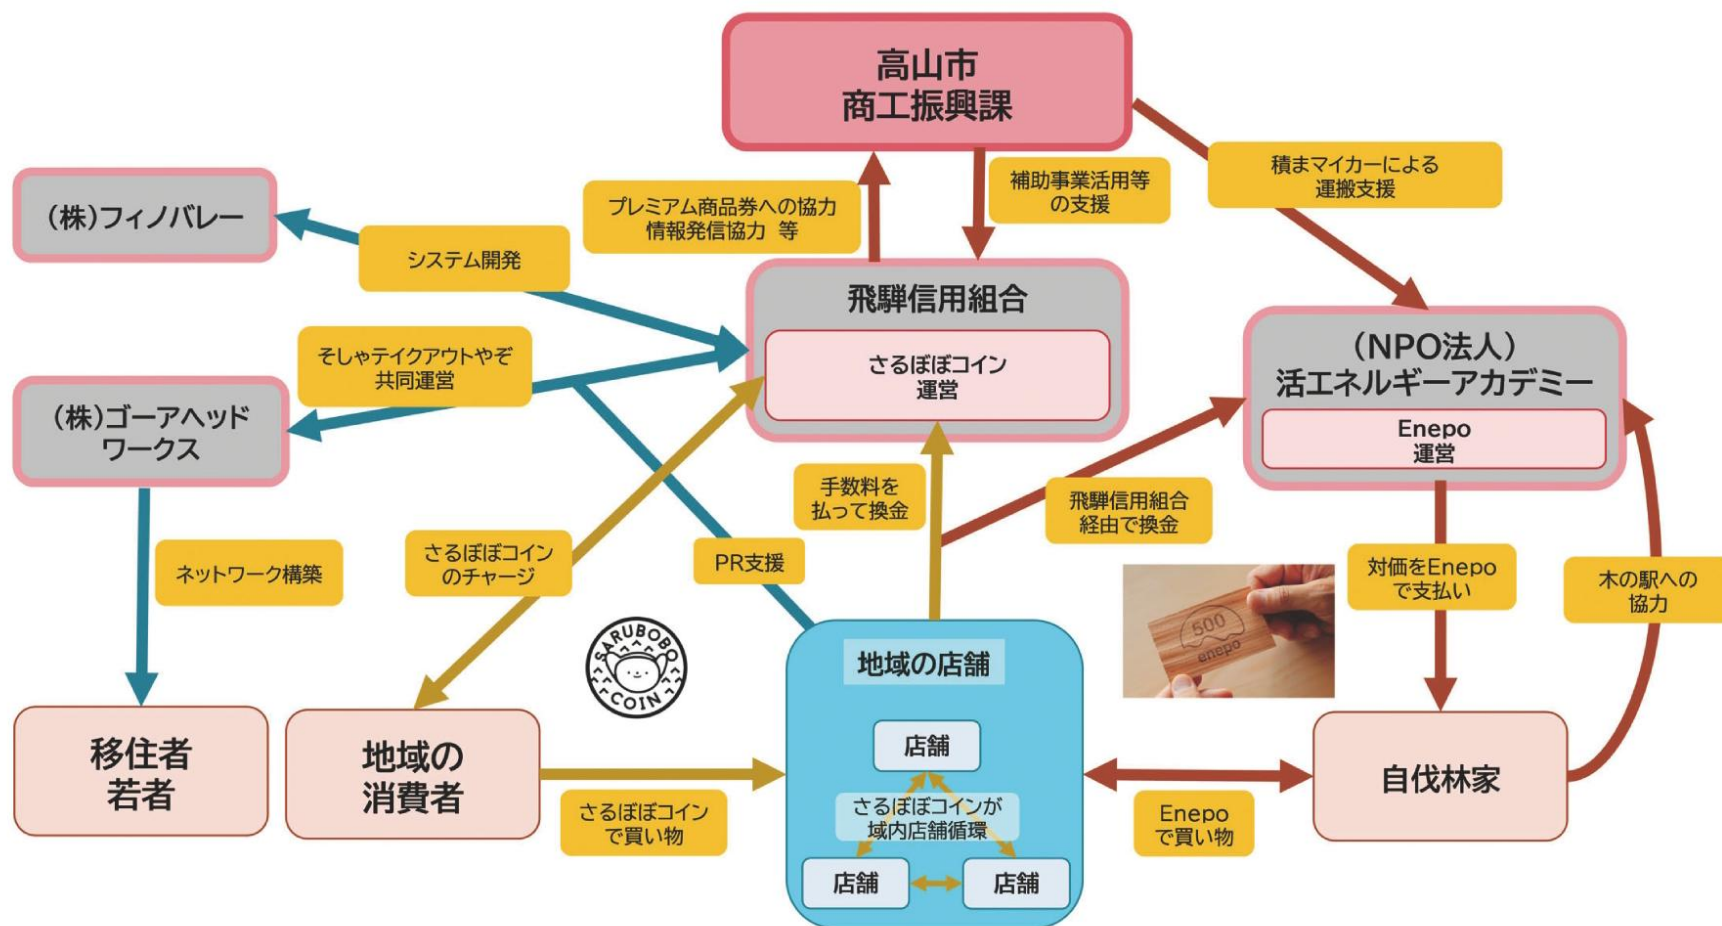 高山市
商工振興課
(株)フィノバレー
システム開発
プレミアム商品券への協力
情報発信協力 等
補助事業活用等
の支援
積まマイカーによる
運搬支援
飛騨信用組合
さるぼぼコイン
運営
(NPO法人)
活エネルギーアカデミー
Enepo
運営
そしゃテイクアウトやぞ
共同運営
(株)ゴーアヘッド
ワークス
ネットワーク構築
さるぼぼコイン
のチャージ
PR支援
手数料を
払って換金
飛騨信用組合
経由で換金
対価をEnepo
で支払い
木の駅への
協力
SARUBOBO
COIN
500
enepo
移住者
若者
地域の
消費者
さるぼぼコイン
で買い物
地域の店舗
店舗
さるぼぼコインが
域内店舗循環
店舗
店舗
Enepo
で買い物
自伐林家